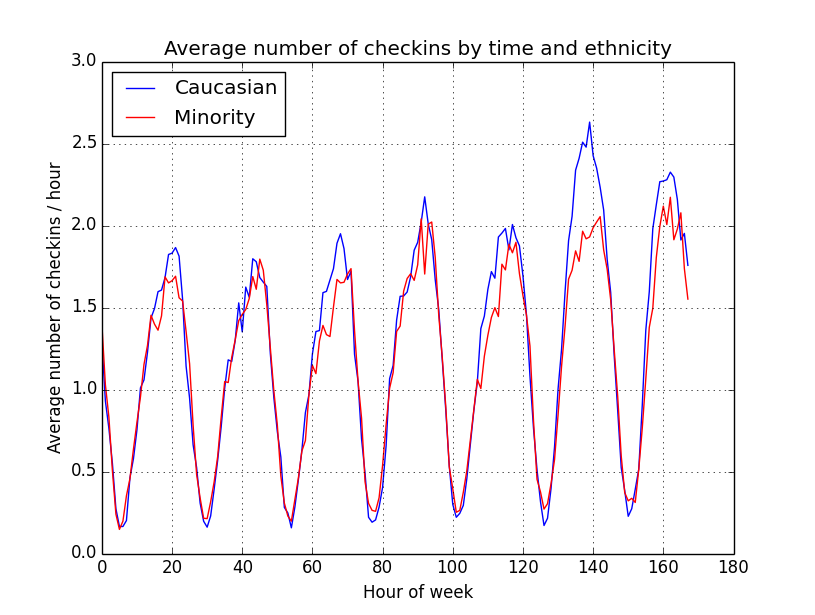 Average number of checkins by time and ethnicity
Caucasian
Minority
Average number of checkins / hour
3.0
2.5
2.0
1.5
1.0
0.5
0.0
0 20 40 60 80 100 120 140 160 180
Hour of week